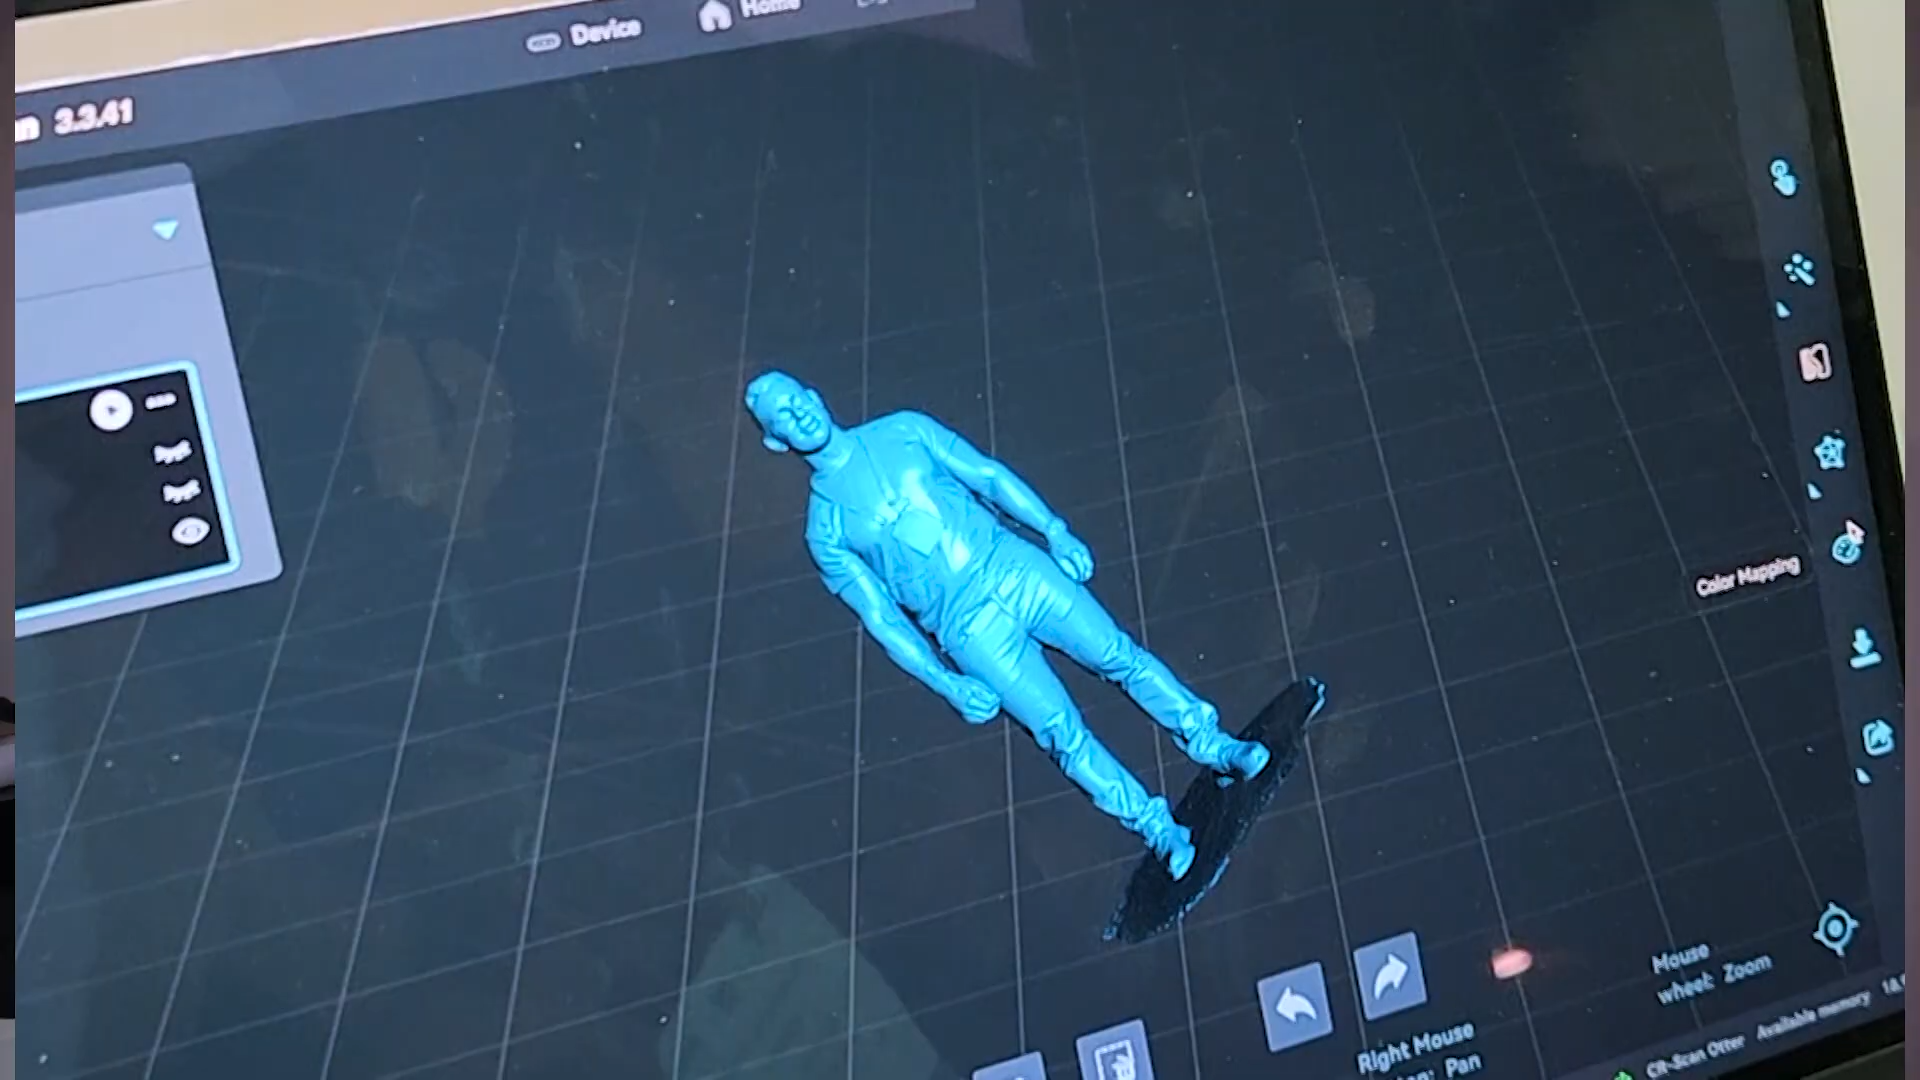 Device
Home
3.3.41
Color Mapping
Mouse
wheel: Zoom
Right Mouse
Pan
CR-Scan Otter
Available memory